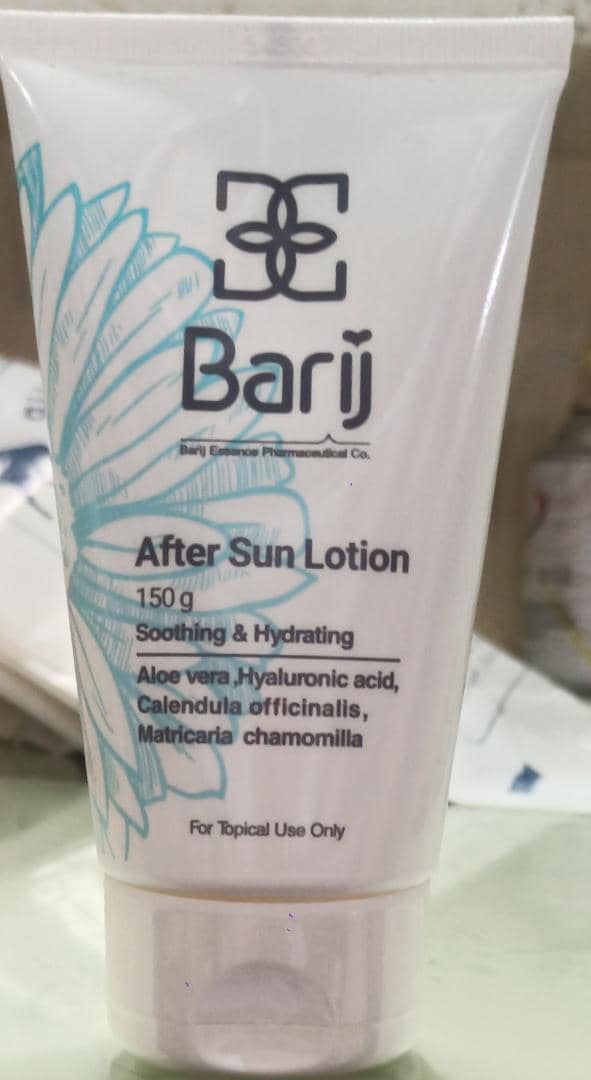 Barij
Barij Essence Pharmaceutical Co.
After Sun Lotion
150 g
Soothing & Hydrating
Aloe vera ,Hyaluronic acid,
Calendula officinalis,
Matricaria chamomilla
For Topical Use Only